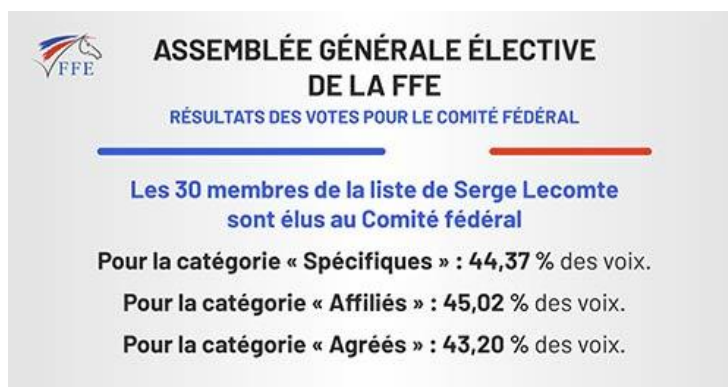 FFE
ASSEMBLÉE GÉNÉRALE ÉLECTIVE
DE LA FFE
RÉSULTATS DES VOTES POUR LE COMITÉ FÉDÉRAL
Les 30 membres de la liste de Serge Lecomte
sont élus au Comité fédéral
Pour la catégorie « Spécifiques » : 44,37 % des voix.
Pour la catégorie « Affiliés » : 45,02 % des voix.
Pour la catégorie « Agréés » : 43,20 % des voix.